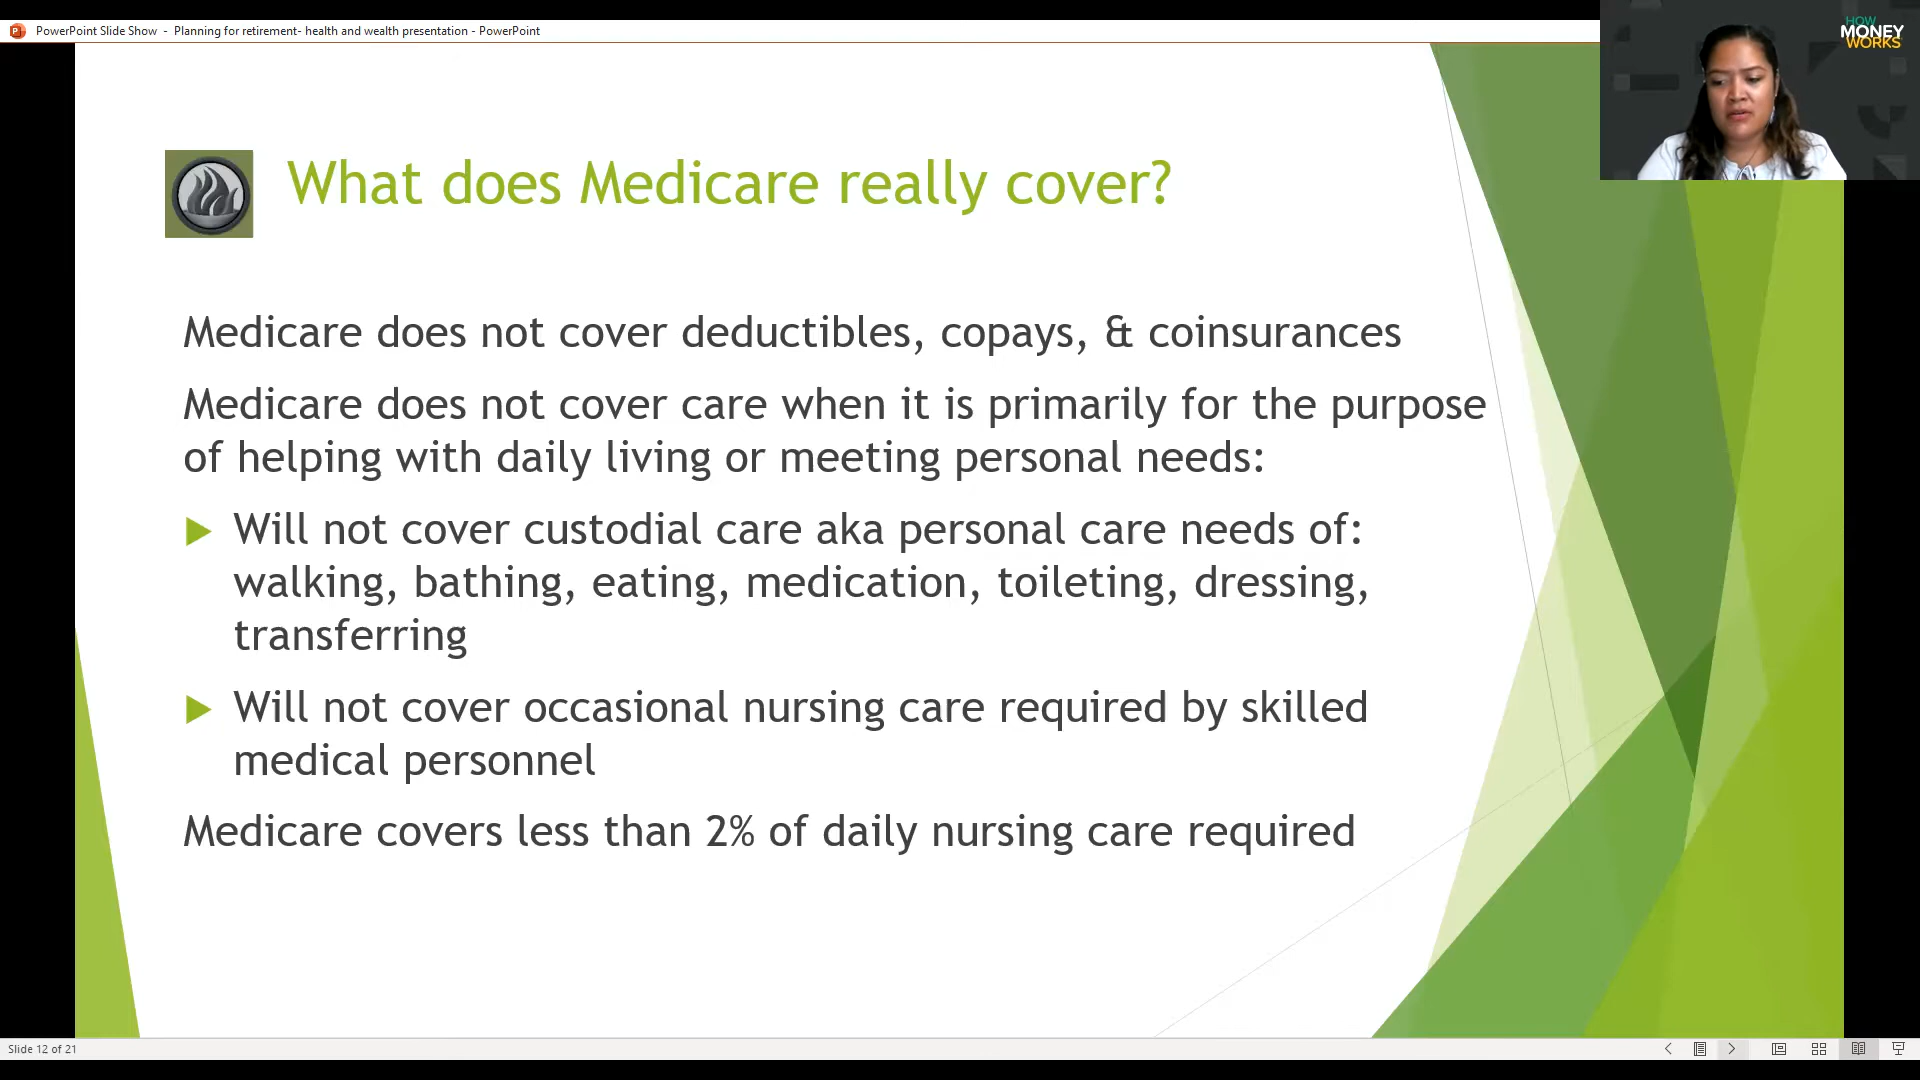 PowerPoint Slide Show - Planning for retirement- health and wealth presentation - PowerPoint
HOW
MONEY
WORKS
What does Medicare really cover?
Medicare does not cover deductibles, copays, & coinsurances
Medicare does not cover care when it is primarily for the purpose
of helping with daily living or meeting personal needs:
Will not cover custodial care aka personal care needs of:
walking, bathing, eating, medication, toileting, dressing,
transferring
Will not cover occasional nursing care required by skilled
medical personnel
Medicare covers less than 2% of daily nursing care required
Slide 12 of 21